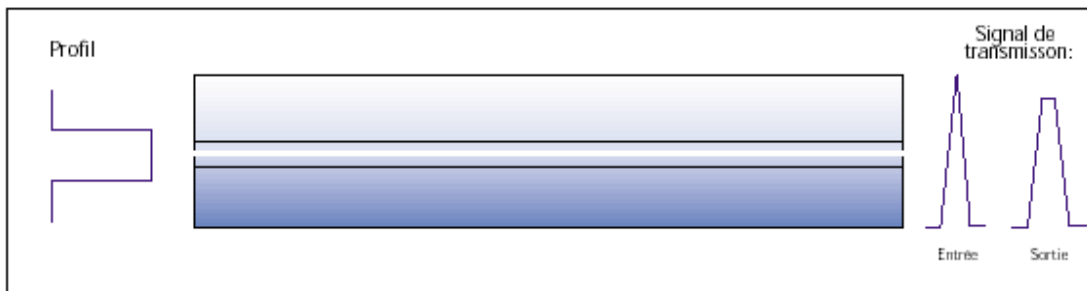 Profil
Signal de
transmisson:
Entrée
Sortie